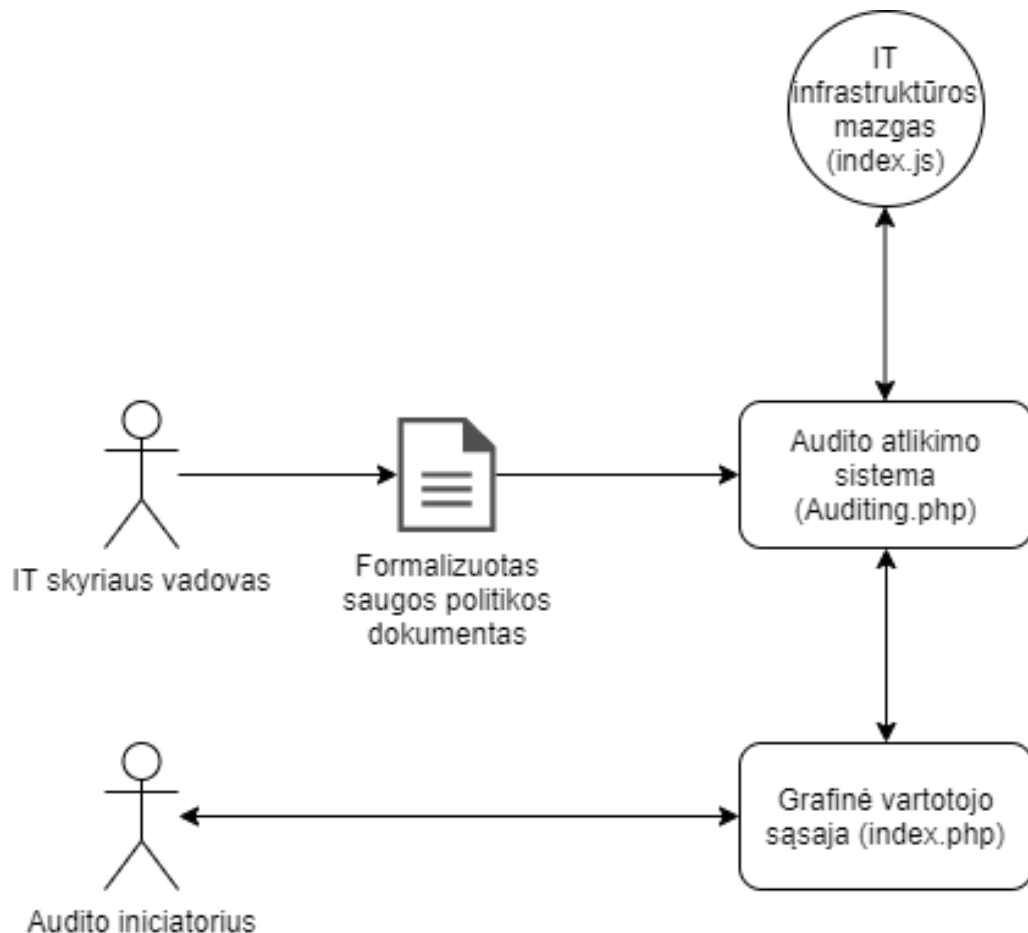 IT
infrastruktūros
mazgas
(index.js)
Audito atlikimo
sistema
(Auditing.php)
IT skyriaus vadovas
Formalizuotas
saugos politikos
dokumentas
Grafinė vartotojo
sąsaja (index.php)
Audito iniciatorius